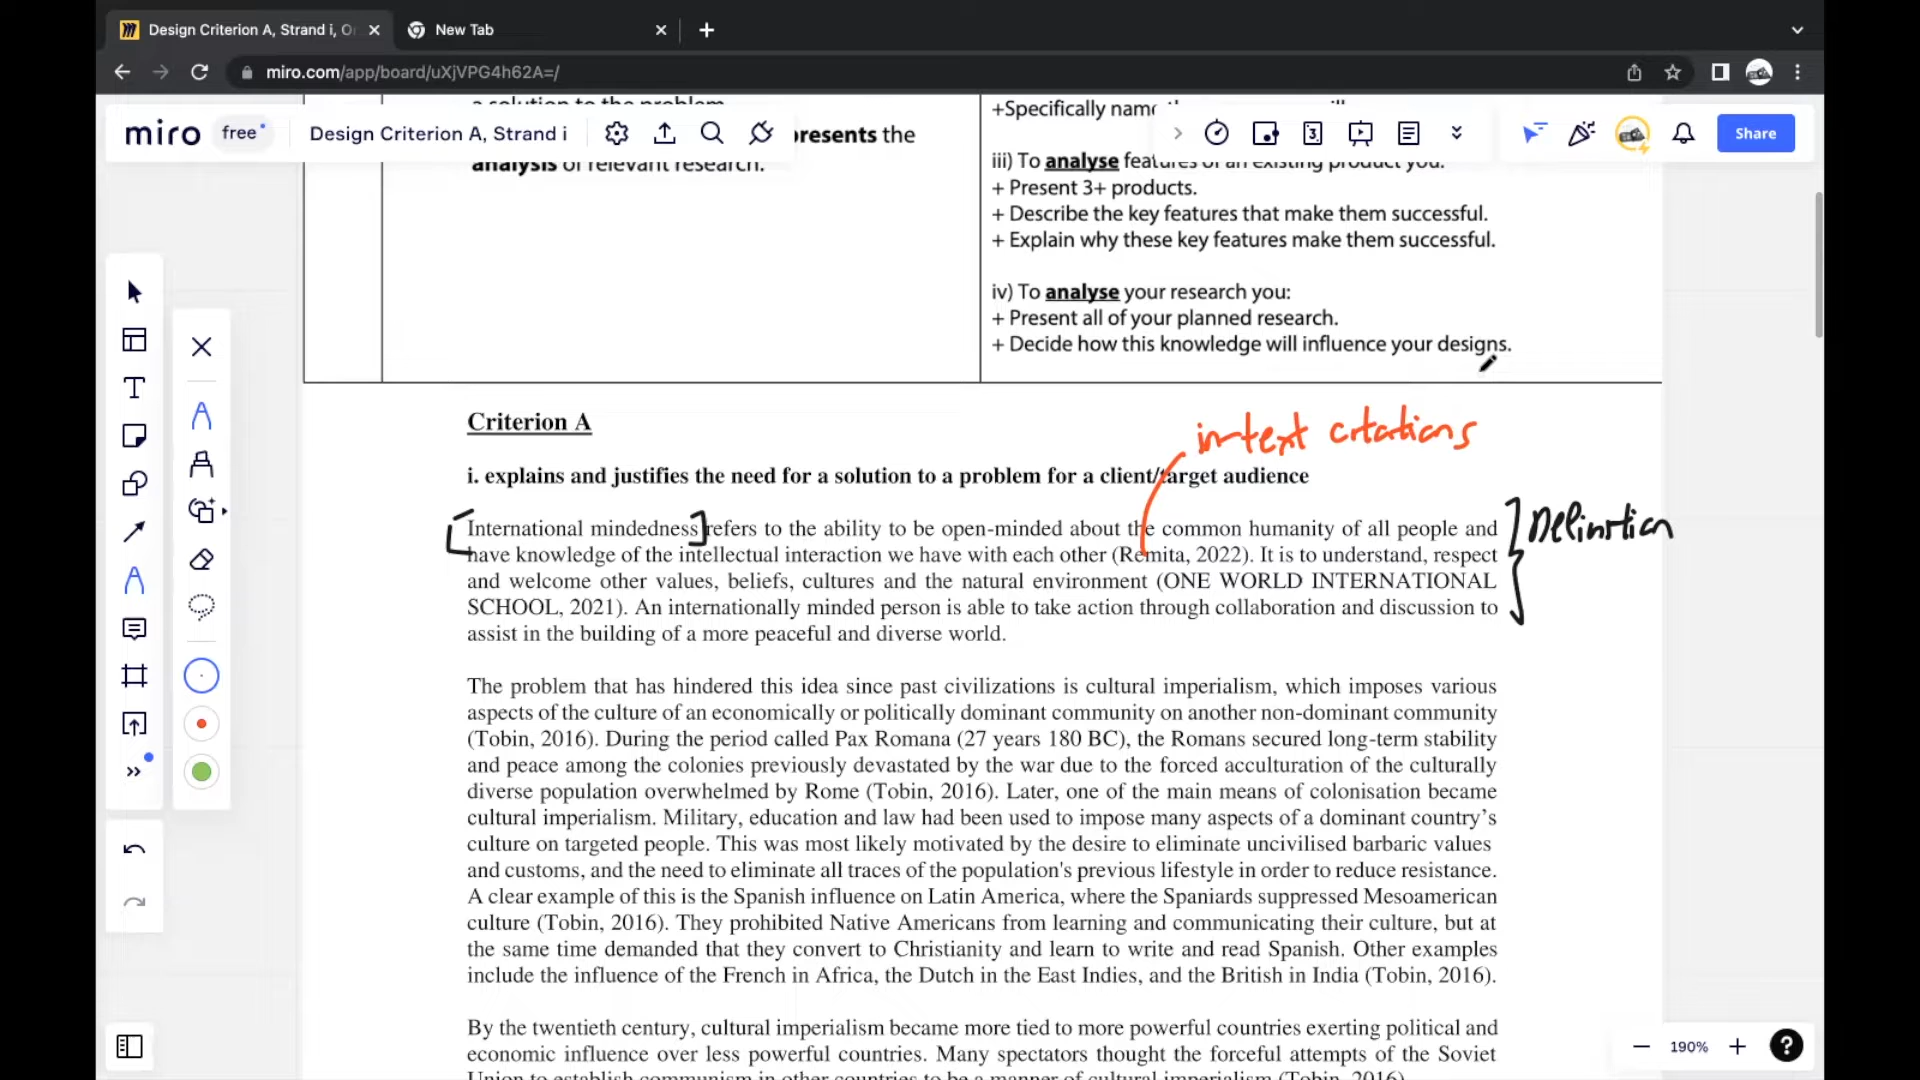 Design Criterion A, Strand i, O
New Tab
miro.com/app/board/uXjVPG4h62A=/
miro free Design Criterion A, Strand i
Share
a solution to the problem
presents the
analysis of relevant research.
+Specifically name
iii) To analyse features of an existing product you:
+ Present 3+ products.
+ Describe the key features that make them successful.
+ Explain why these key features make them successful.
iv) To analyse your research you:
+ Present all of your planned research.
+ Decide how this knowledge will influence your designs.
Criterion A
in-text citations
i. explains and justifies the need for a solution to a problem for a client/target audience
International mindedness refers to the ability to be open-minded about the common humanity of all people and
Definition
have knowledge of the intellectual interaction we have with each other (Remita, 2022). It is to understand, respect
and welcome other values, beliefs, cultures and the natural environment (ONE WORLD INTERNATIONAL
SCHOOL, 2021). An internationally minded person is able to take action through collaboration and discussion to
assist in the building of a more peaceful and diverse world.
The problem that has hindered this idea since past civilizations is cultural imperialism, which imposes various
aspects of the culture of an economically or politically dominant community on another non-dominant community
(Tobin, 2016). During the period called Pax Romana (27 years 180 BC), the Romans secured long-term stability
and peace among the colonies previously devastated by the war due to the forced acculturation of the culturally
diverse population overwhelmed by Rome (Tobin, 2016). Later, one of the main means of colonisation became
cultural imperialism. Military, education and law had been used to impose many aspects of a dominant country's
culture on targeted people. This was most likely motivated by the desire to eliminate uncivilised barbaric values
and customs, and the need to eliminate all traces of the population's previous lifestyle in order to reduce resistance.
A clear example of this is the Spanish influence on Latin America, where the Spaniards suppressed Mesoamerican
culture (Tobin, 2016). They prohibited Native Americans from learning and communicating their culture, but at
the same time demanded that they convert to Christianity and learn to write and read Spanish. Other examples
include the influence of the French in Africa, the Dutch in the East Indies, and the British in India (Tobin, 2016).
By the twentieth century, cultural imperialism became more tied to more powerful countries exerting political and
economic influence over less powerful countries. Many spectators thought the forceful attempts of the Soviet
Union to establish communism in other countries to be a manner of cultural imperialism (Tobin, 2016).
190%